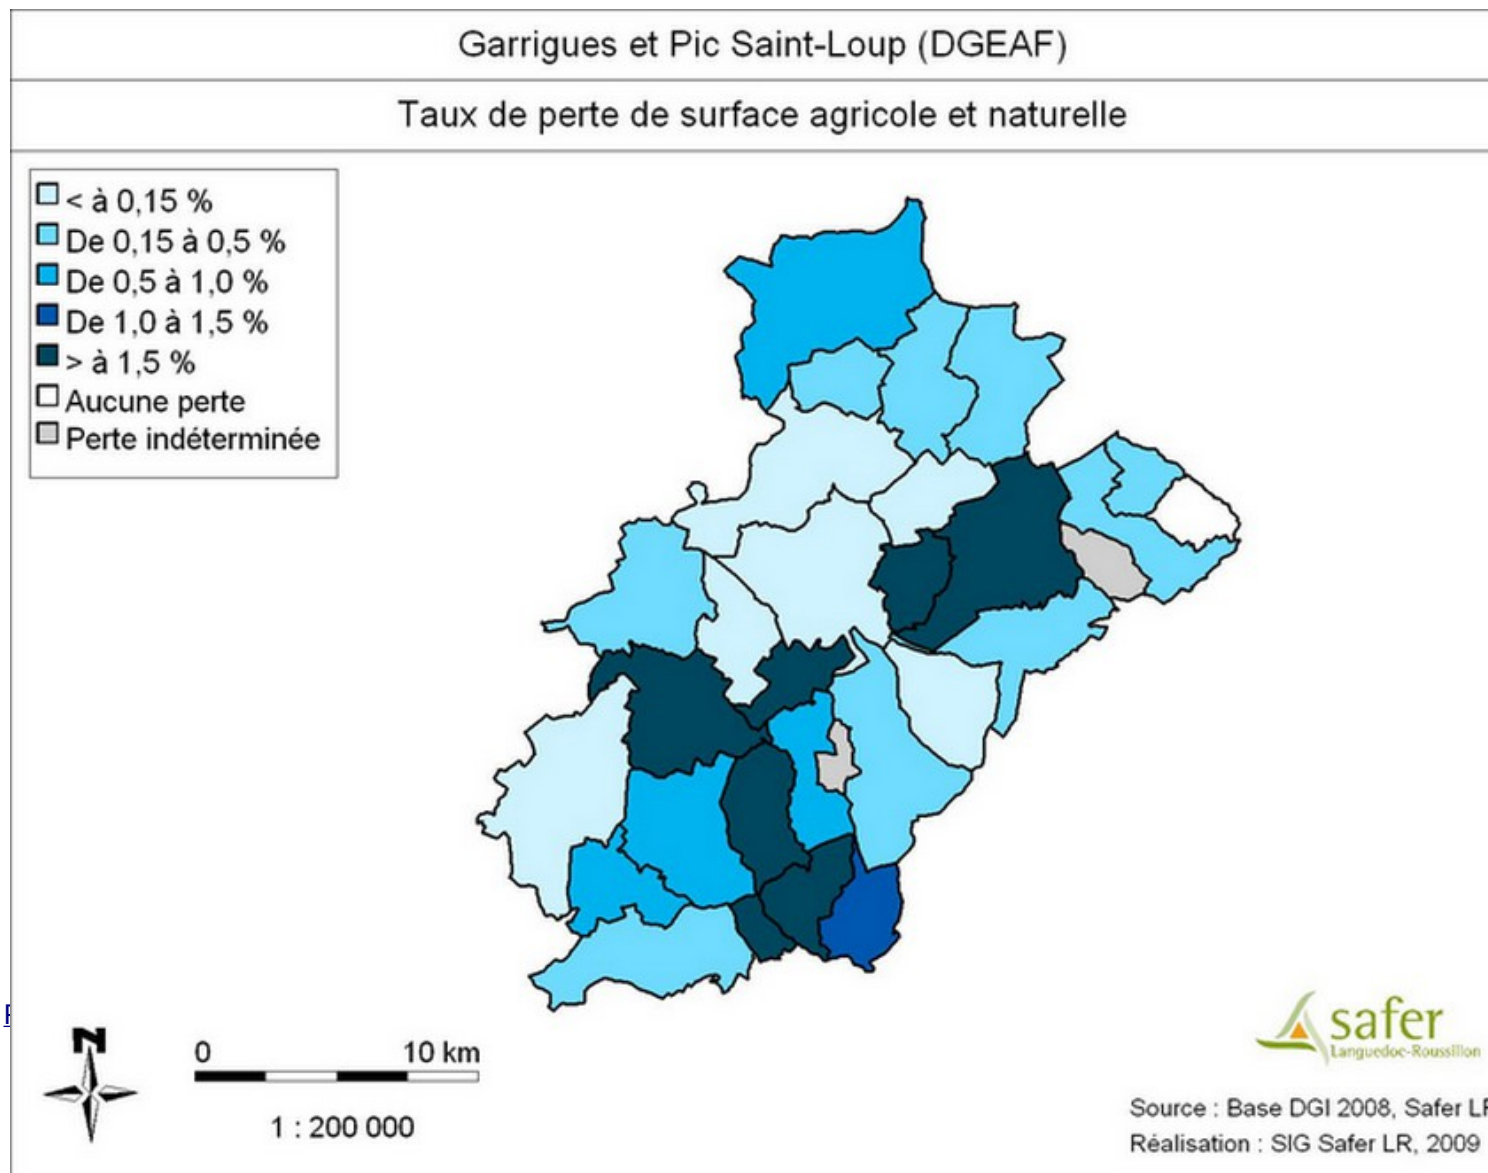 Garrigues et Pic Saint-Loup (DGEAF)
Taux de perte de surface agricole et naturelle
< à 0,15 %
De 0,15 à 0,5 %
De 0,5 à 1,0 %
De 1,0 à 1,5 %
> à 1,5 %
Aucune perte
Perte indéterminée
N
0 10 km
1 : 200 000
safer
Languedoc-Roussillon
Source : Base DGI 2008, Safer
Réalisation : SIG Safer LR, 2009